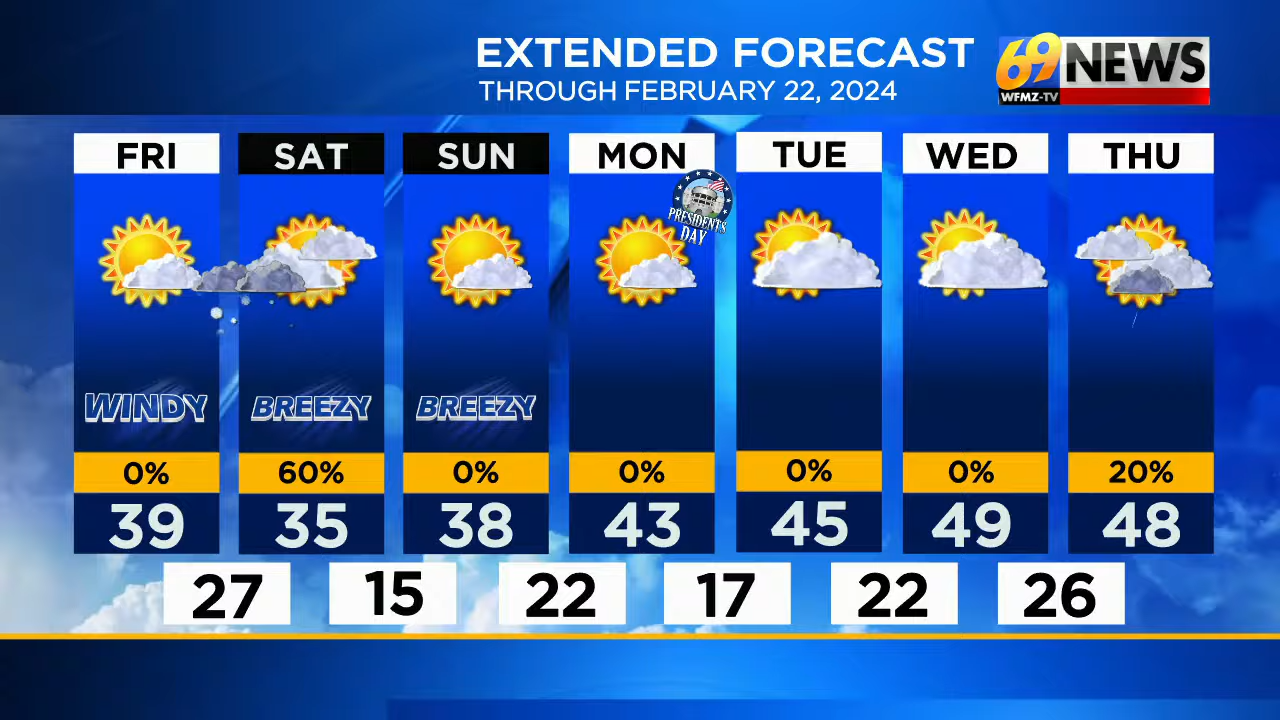 EXTENDED FORECAST
THROUGH FEBRUARY 22, 2024
69 NEWS
WFMZ-TV
FRI SAT SUN MON TUE WED THU
PRESIDENTS
DAY
WINDY BREEZY BREEZY
0% 60% 0% 0% 0% 0% 20%
39 35 38 43 45 49 48
27 15 22 17 22 26